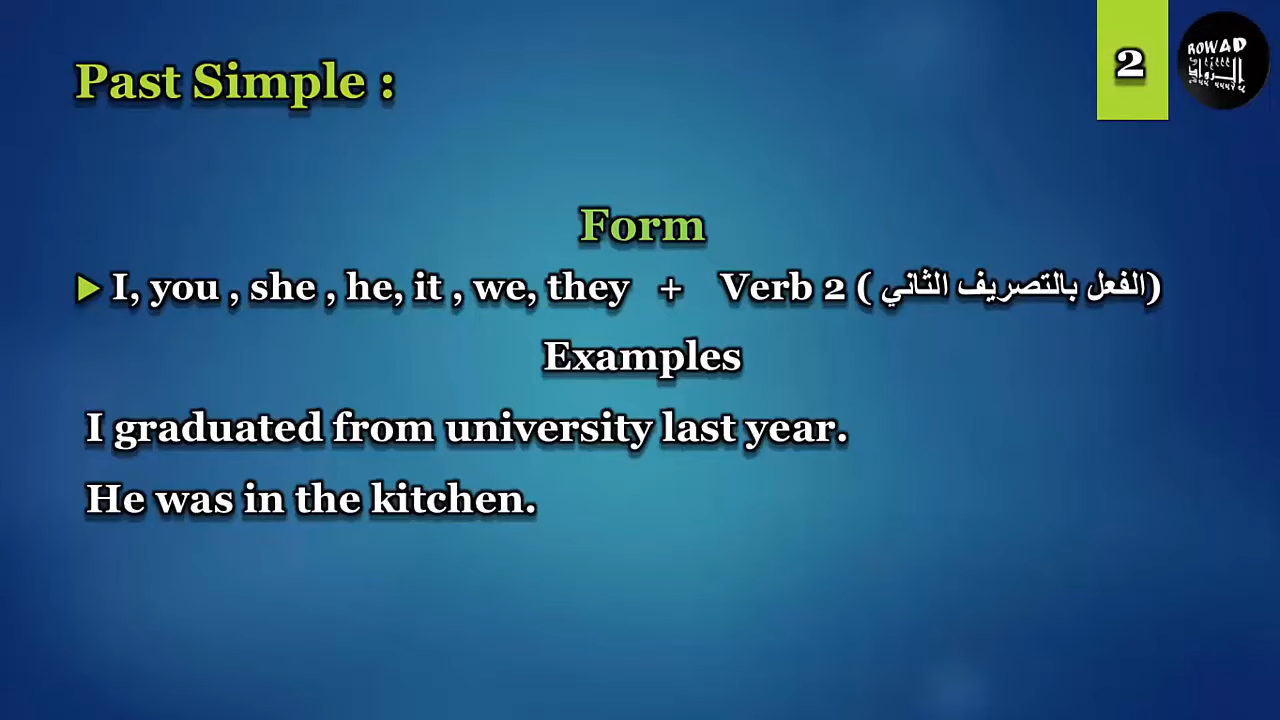 2
ROWAD
الرواد
Past Simple :
Form
I, you , she , he, it , we, they + Verb 2 ( الفعل بالتصريف الثاني)
Examples
I graduated from university last year.
He was in the kitchen.